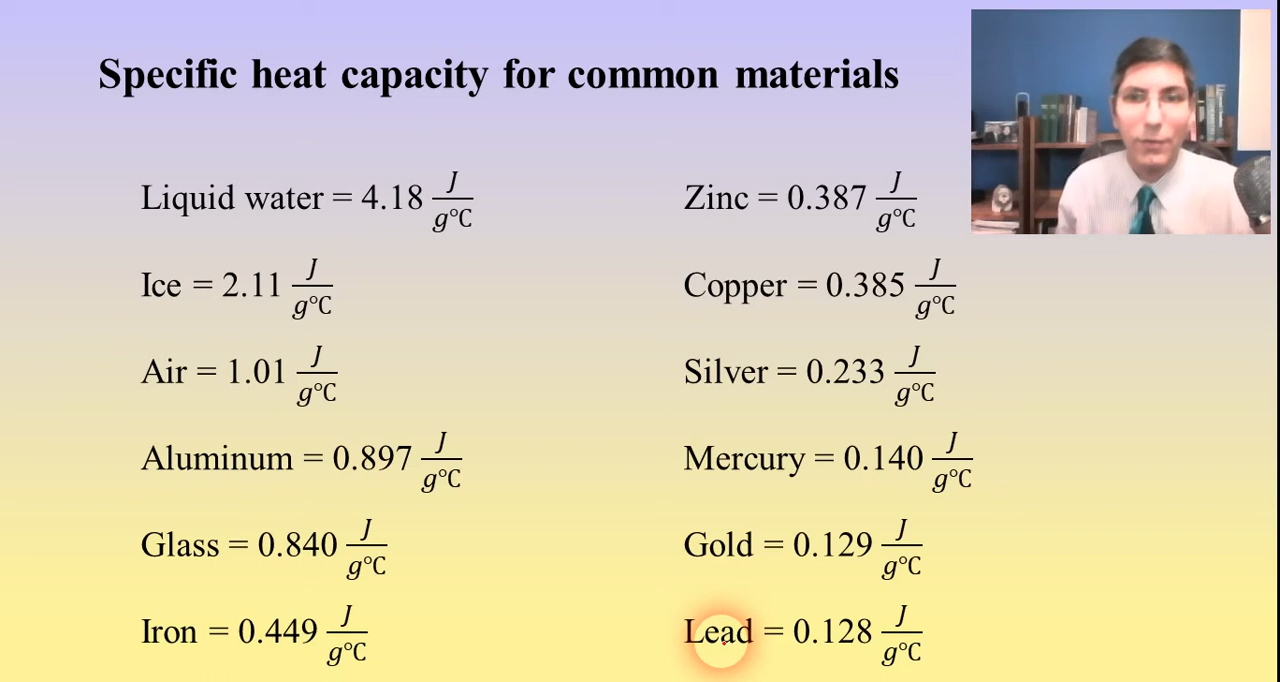 Specific heat capacity for common materials
Liquid water = 4.18 J/g°C
Ice = 2.11 J/g°C
Air = 1.01 J/g°C
Aluminum = 0.897 J/g°C
Glass = 0.840 J/g°C
Iron = 0.449 J/g°C
Zinc = 0.387 J/g°C
Copper = 0.385 J/g°C
Silver = 0.233 J/g°C
Mercury = 0.140 J/g°C
Gold = 0.129 J/g°C
Lead = 0.128 J/g°C